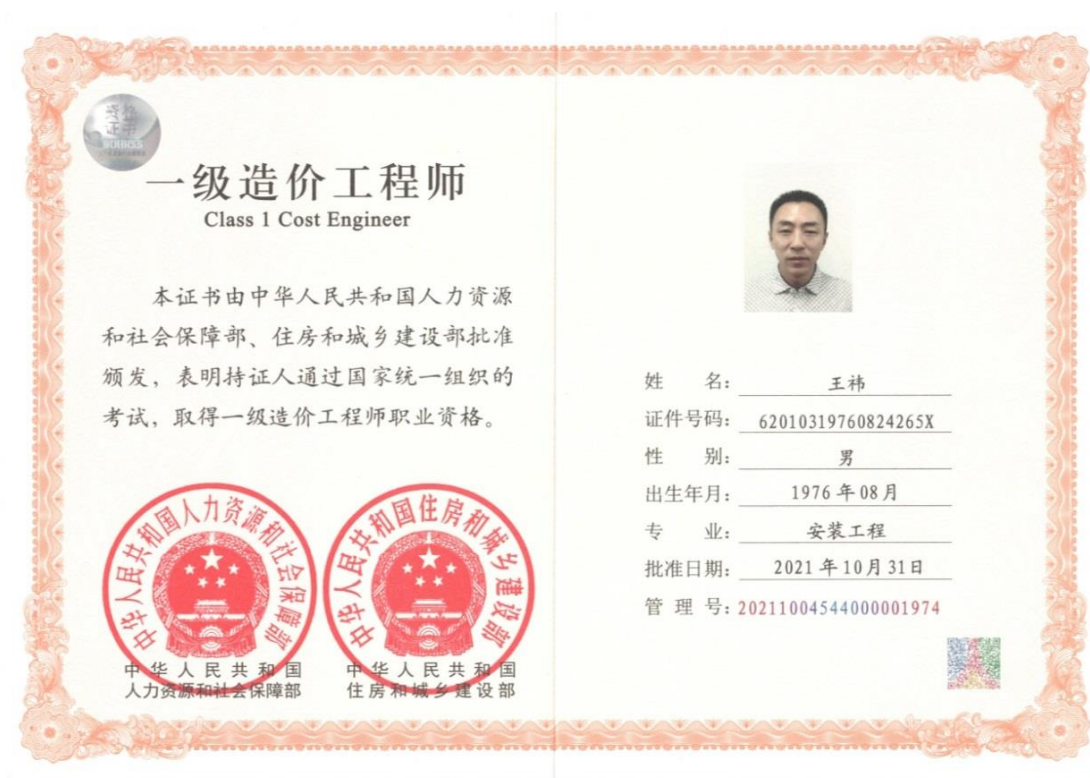 资格
证书
一级造价工程师
Class 1 Cost Engineer
本证书由中华人民共和国人力资源
和社会保障部、住房和城乡建设部批准
颁发，表明持证人通过国家统一组织的
考试，取得一级造价工程师职业资格。
中华人民共和国人力资源和社会保障部
中华人民共和国住房和城乡建设部
中华人民共和国
人力资源和社会保障部
中华人民共和国
住房和城乡建设部
姓 名：王祎
证件号码：62010319760824265X
性 别：男
出生年月：1976年08月
专 业：安装工程
批准日期：2021年10月31日
管 理 号：20211004544000001974